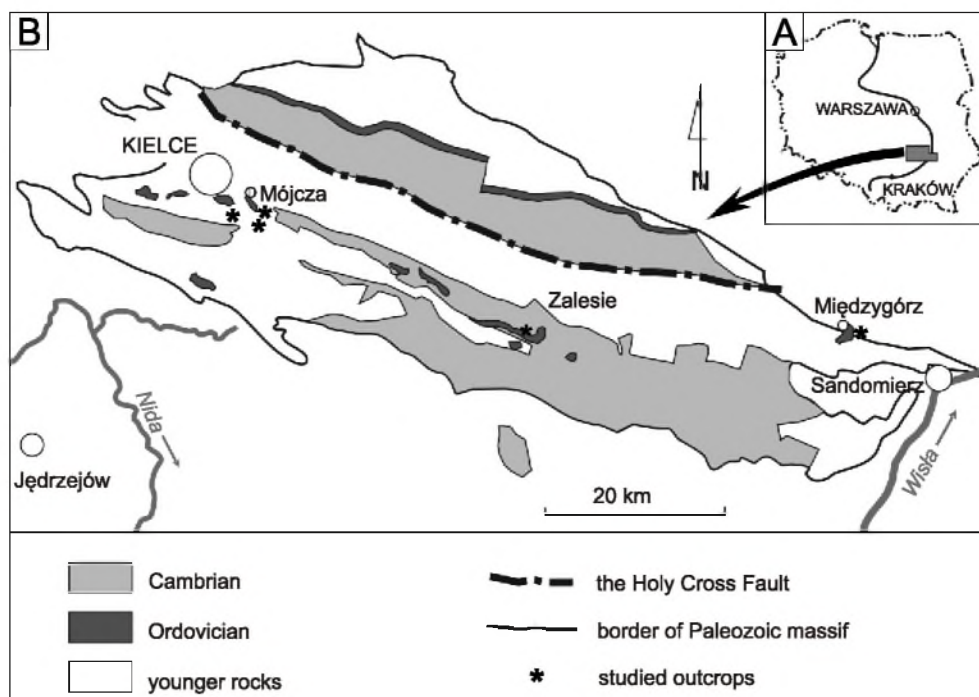 B
A
WARSZAWA
KRAKÓW
KIELCE
Mójcza
N
Zalesie
Międzygórz
Sandomierz
Nida
Wisła
Jędrzejów
20 km
Cambrian
Ordovician
younger rocks
the Holy Cross Fault
border of Paleozoic massif
* studied outcrops